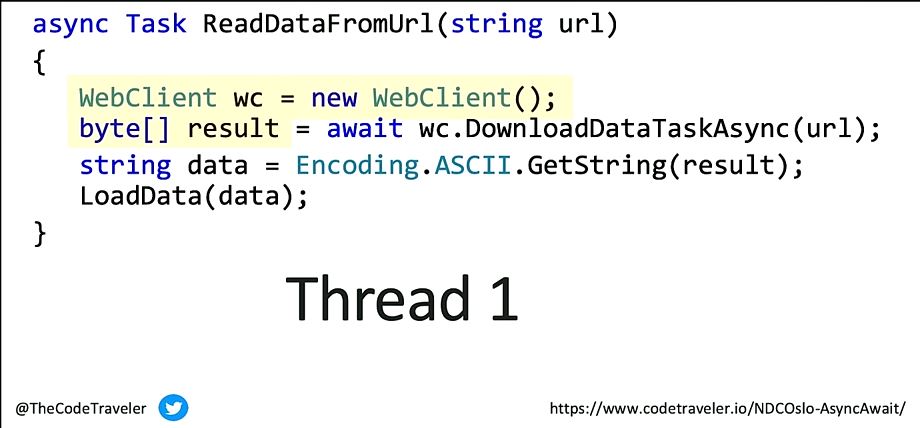 async Task ReadDataFromUrl(string url)
{
WebClient wc = new WebClient();
byte[] result = await wc.DownloadDataTaskAsync(url);
string data = Encoding.ASCII.GetString(result);
LoadData(data);
}
Thread 1
@TheCodeTraveler
https://www.codetraveler.io/NDCOslo-AsyncAwait/